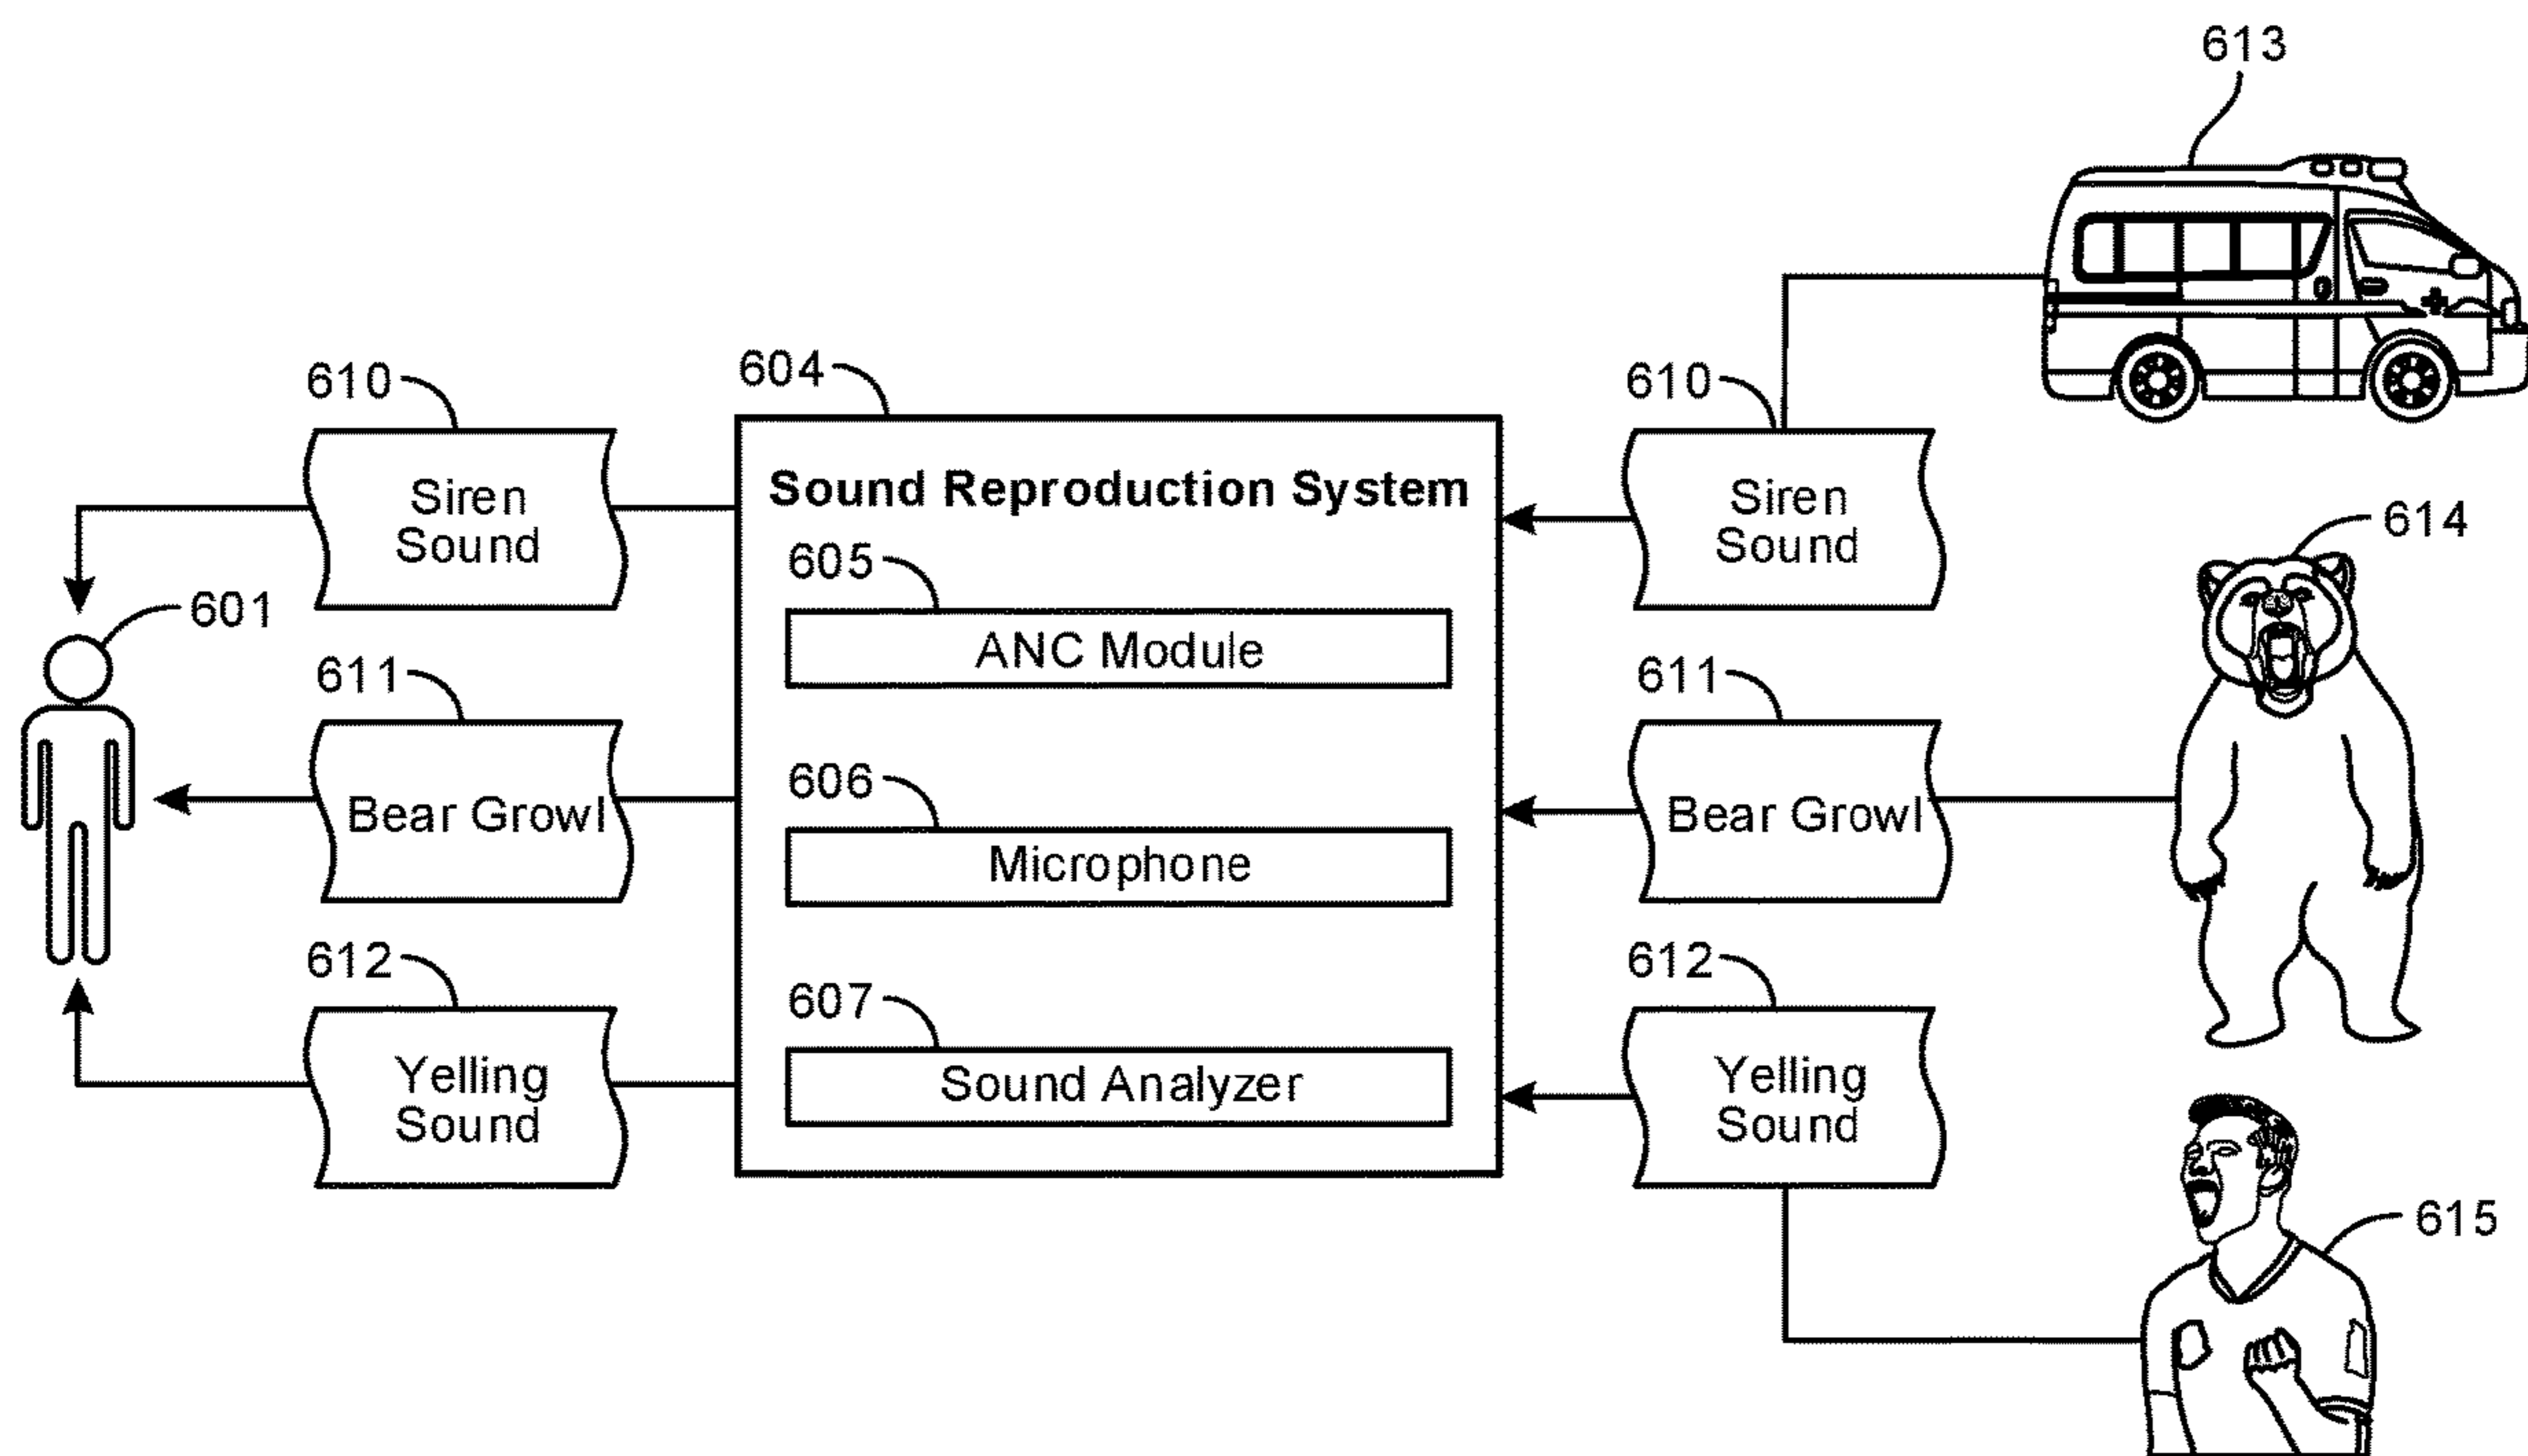 613
610
604
610
Siren
Sound
Sound Reproduction System
Siren
Sound
614
605
601
ANC Module
611
611
606
Bear Growl
Microphone
Bear Growl
612
612
607
Yelling
Sound
Sound Analyzer
Yelling
Sound
615